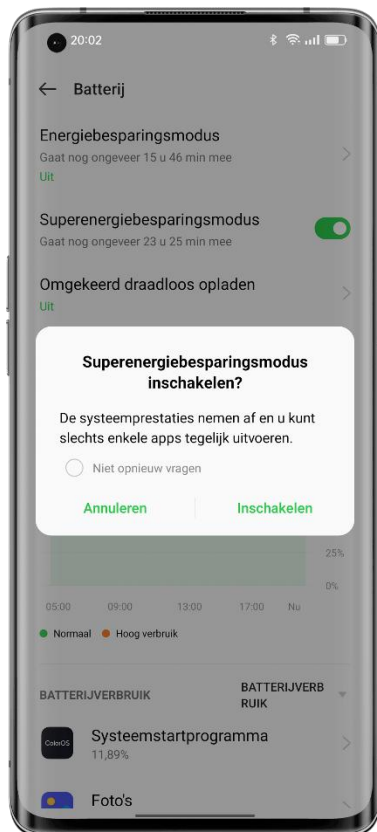 20:02
Batterij
Energiebesparingsmodus
Gaat nog ongeveer 15 u 46 min mee
Uit
Superenergiebesparingsmodus
Gaat nog ongeveer 23 u 25 min mee
Omgekeerd draadloos opladen
Uit
Superenergiebesparingsmodus
inschakelen?
De systeemprestaties nemen af en u kunt
slechts enkele apps tegelijk uitvoeren.
Niet opnieuw vragen
Annuleren Inschakelen
25%
0%
05:00 09:00 13:00 17:00 Nu
Normaal Hoog verbruik
BATTERIJVERBRUIK
BATTERIJVERB
RUIK
ColorOS
Systeemstartprogramma
11,89%
Foto's